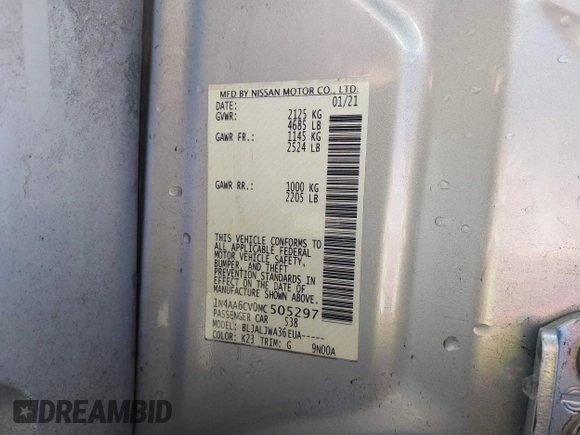 MFD BY NISSAN MOTOR CO., LTD.
DATE: 01/21
GVWR: 2125 KG
4685 LB
GAWR FR.: 1145 KG
2524 LB
GAWR RR.: 1000 KG
2205 LB
THIS VEHICLE CONFORMS TO
ALL APPLICABLE FEDERAL
MOTOR VEHICLE SAFETY,
BUMPER, AND THEFT
PREVENTION STANDARDS IN
EFFECT ON THE DATE OF
MANUFACTURE SHOWN ABOVE.
1N4AA6CV0MC505297
PASSENGER CAR 538
MODEL: BLJALJWA36EUA-----
COLOR: K23 TRIM: G 9N00A
DREAMBID